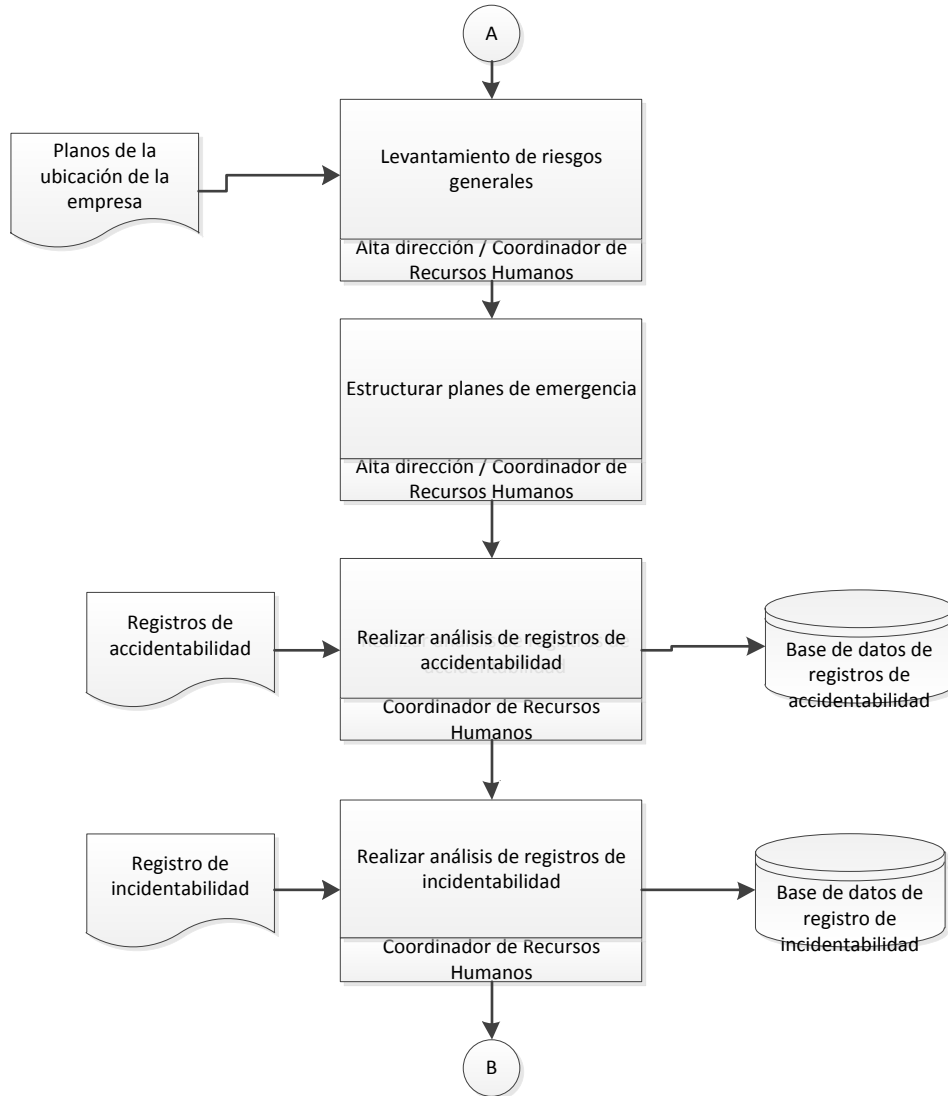 A
Planos de la
ubicación de la
empresa
Levantamiento de riesgos
generales
Alta dirección / Coordinador de
Recursos Humanos
Estructurar planes de emergencia
Alta dirección / Coordinador de
Recursos Humanos
Registros de
accidentabilidad
Realizar análisis de registros de
accidentabilidad
Coordinador de Recursos
Humanos
Base de datos de
registros de
accidentabilidad
Registro de
incidentabilidad
Realizar análisis de registros de
incidentabilidad
Coordinador de Recursos
Humanos
Base de datos de
registro de
incidentabilidad
B